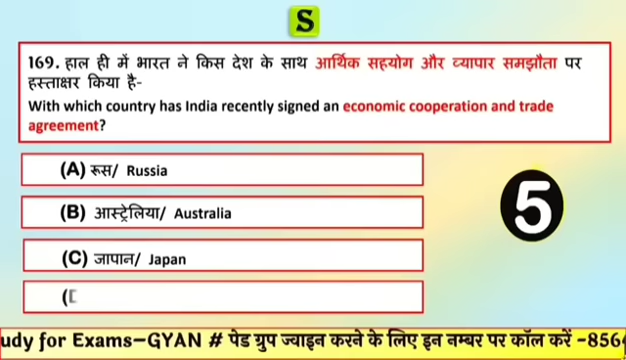 S
169. हाल ही में भारत ने किस देश के साथ आर्थिक सहयोग और व्यापार समझौता पर
हस्ताक्षर किया है-
With which country has India recently signed an economic cooperation and trade
agreement?
(A) रूस/ Russia
(B) आस्ट्रेलिया/ Australia
5
(C) जापान/ Japan
udy for Exams-GYAN # पेड ग्रुप ज्वाइन करने के लिए इन नम्बर पर कॉल करें -856